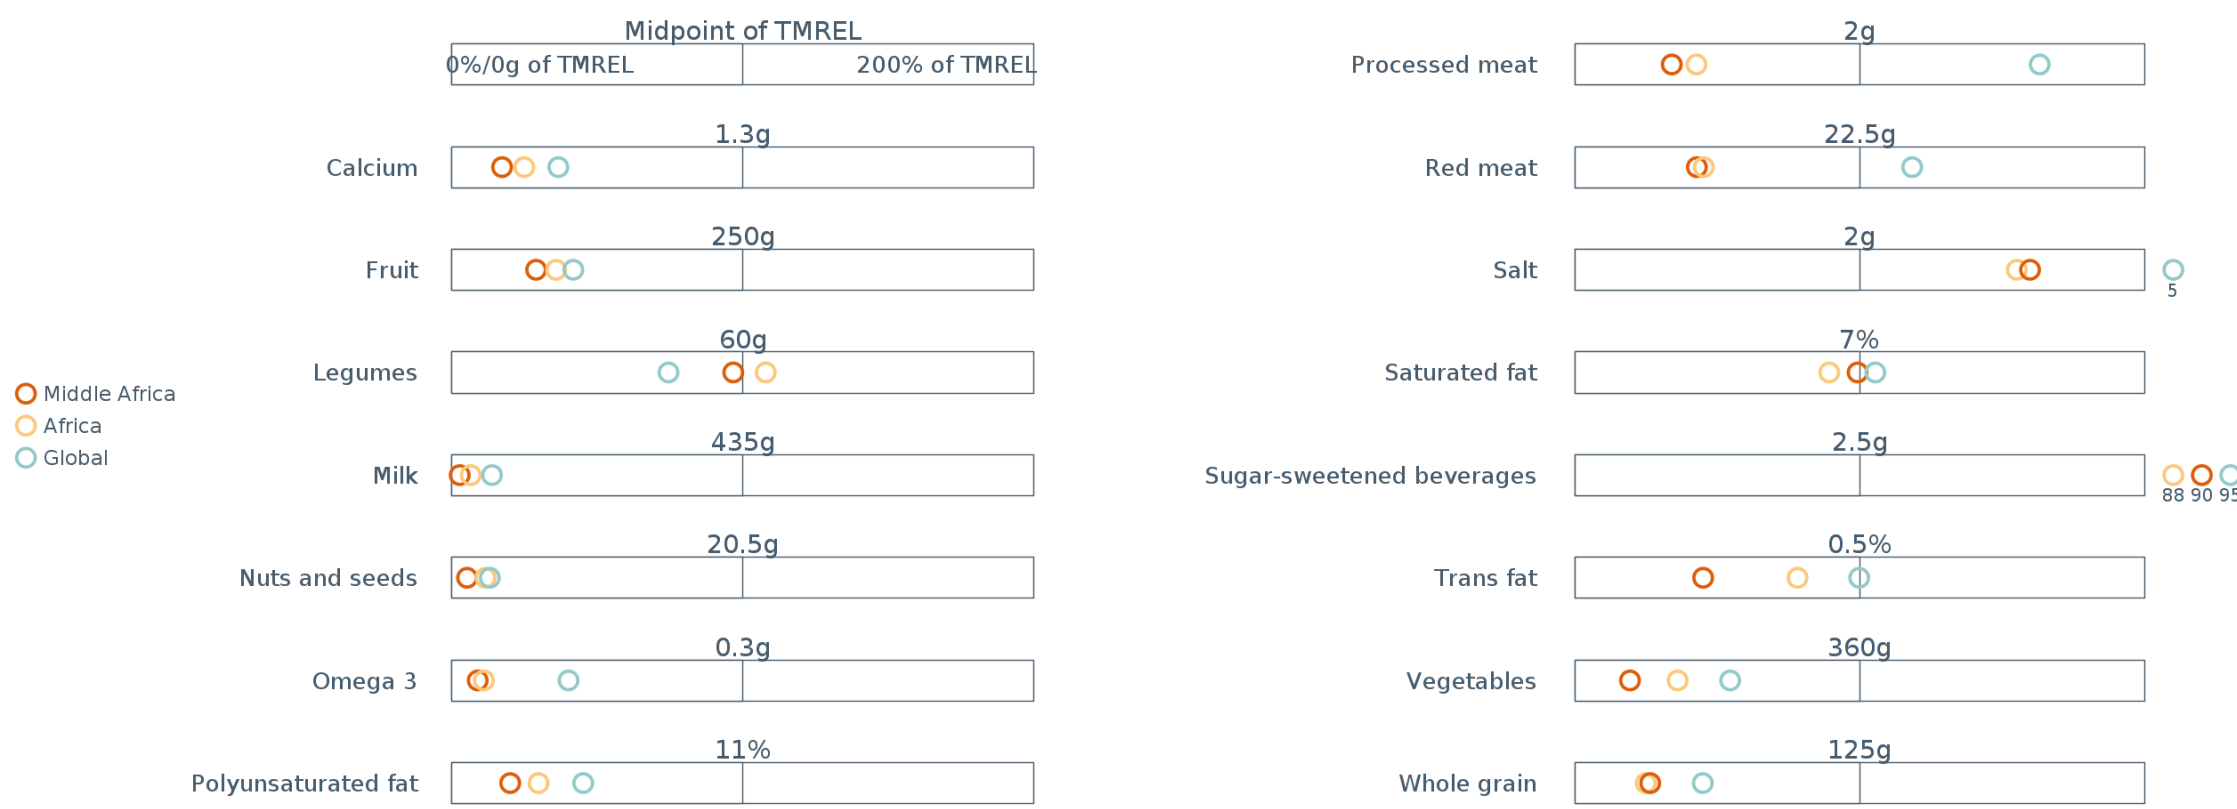 Midpoint of TMREL
0%/0g of TMREL 200% of TMREL
Calcium 1.3g
Fruit 250g
Legumes 60g
Milk 435g
Nuts and seeds 20.5g
Omega 3 0.3g
Polyunsaturated fat 11%
Middle Africa
Africa
Global
Processed meat 2g
Red meat 22.5g
Salt 2g
5
Saturated fat 7%
Sugar-sweetened beverages 2.5g
88 90 95
Trans fat 0.5%
Vegetables 360g
Whole grain 125g